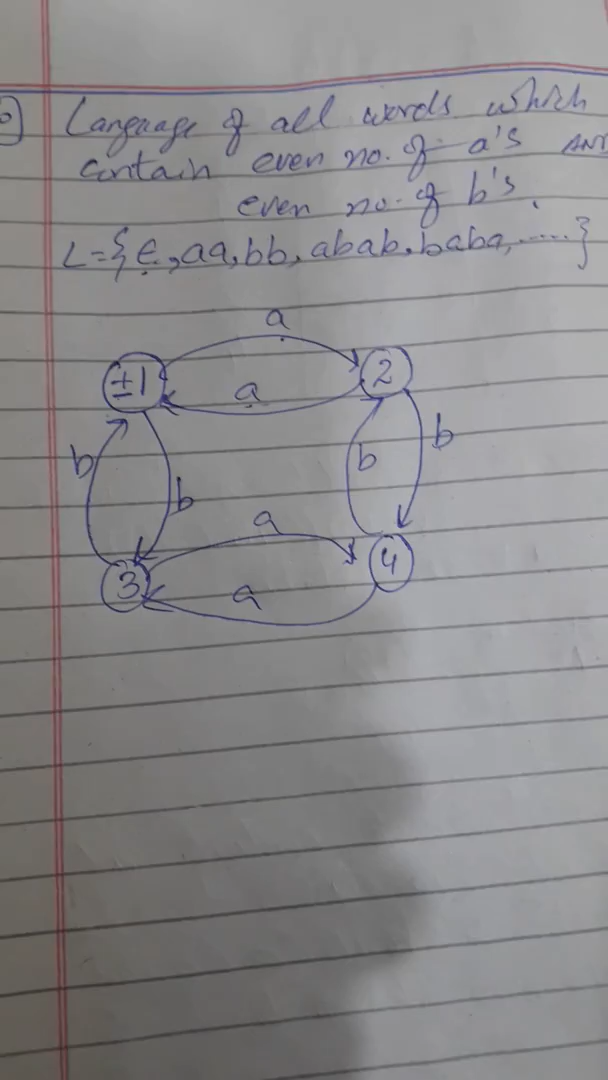 Language of all words which
contain even no. of a's AND
even no. of b's.
L={ε, aa, bb, abab, baba, ......}
a
±1 2
a
b b b b
a
3 4
a